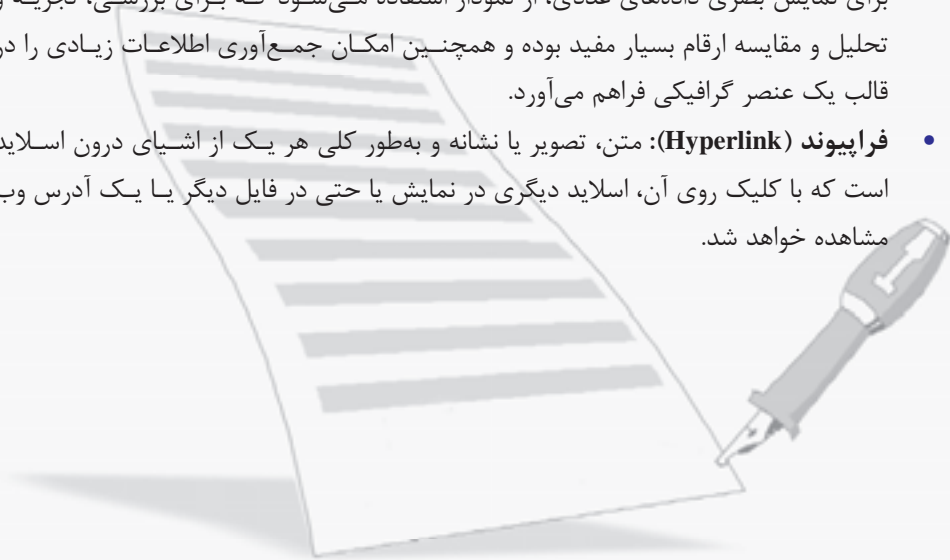 برای نمایش بصری داده‌های عددی، از نمودار استفاده می‌شود که برای بررسی، تجزیه و
تحلیل و مقایسه ارقام بسیار مفید بوده و همچنین امکان جمع‌آوری اطلاعات زیادی را در
قالب یک عنصر گرافیکی فراهم می‌آورد.
• فراپیوند (Hyperlink): متن، تصویر یا نشانه و به‌طور کلی هر یک از اشیای درون اسلاید
است که با کلیک روی آن، اسلاید دیگری در نمایش یا حتی در فایل دیگر یا یک آدرس وب
مشاهده خواهد شد.